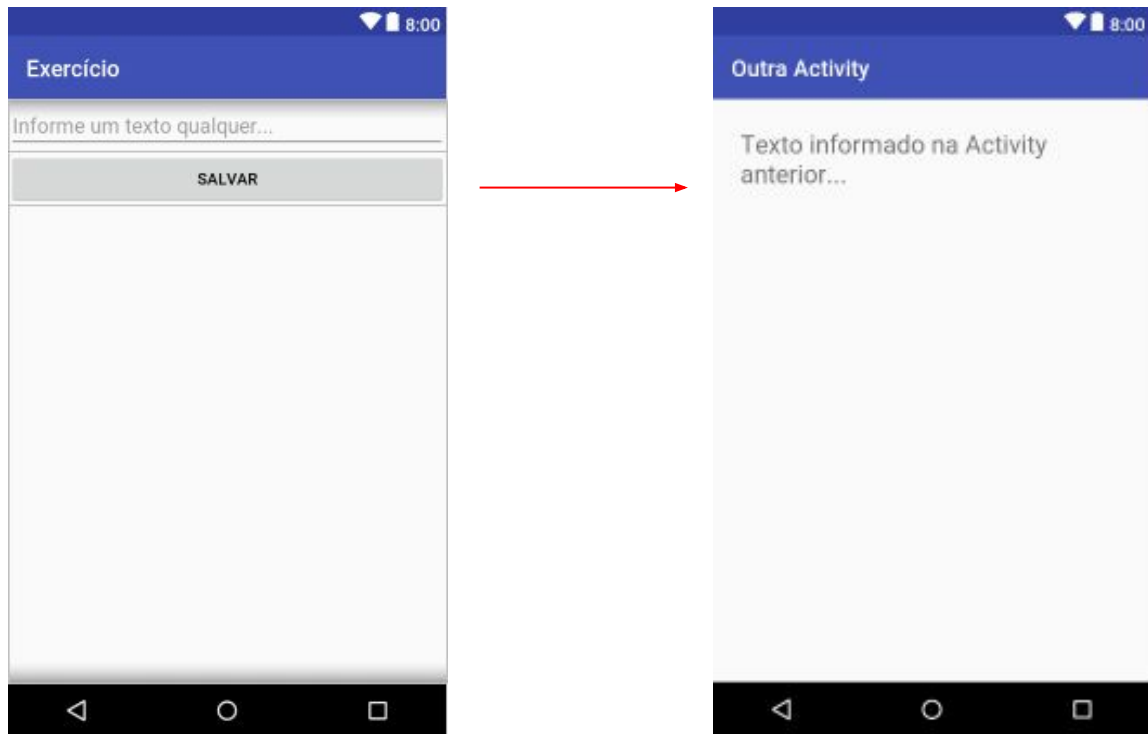 8:00
Exercício
Informe um texto qualquer...
SALVAR
8:00
Outra Activity
Texto informado na Activity
anterior...